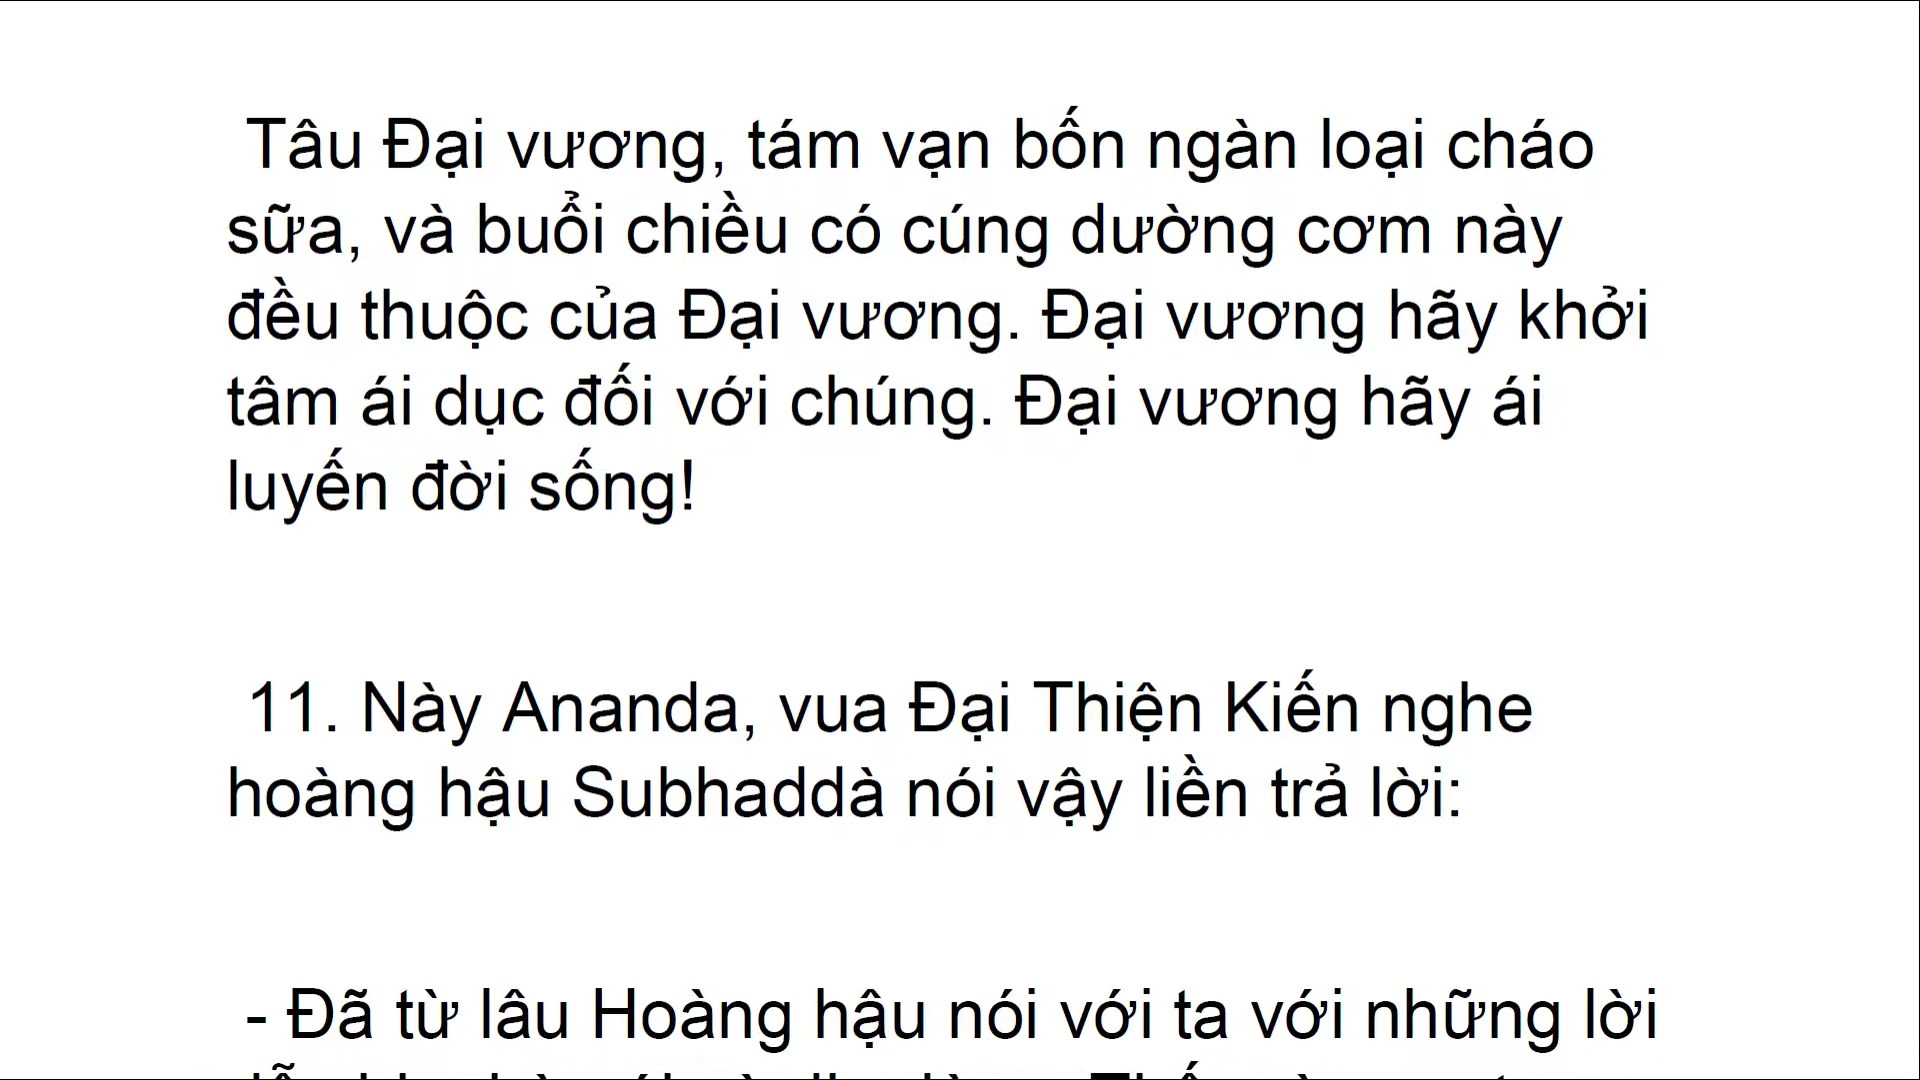 Tâu Đại vương, tám vạn bốn ngàn loại cháo
sữa, và buổi chiều có cúng dường cơm này
đều thuộc của Đại vương. Đại vương hãy khởi
tâm ái dục đối với chúng. Đại vương hãy ái
luyến đời sống!
11. Này Ananda, vua Đại Thiện Kiến nghe
hoàng hậu Subhaddà nói vậy liền trả lời:
- Đã từ lâu Hoàng hậu nói với ta với những lời